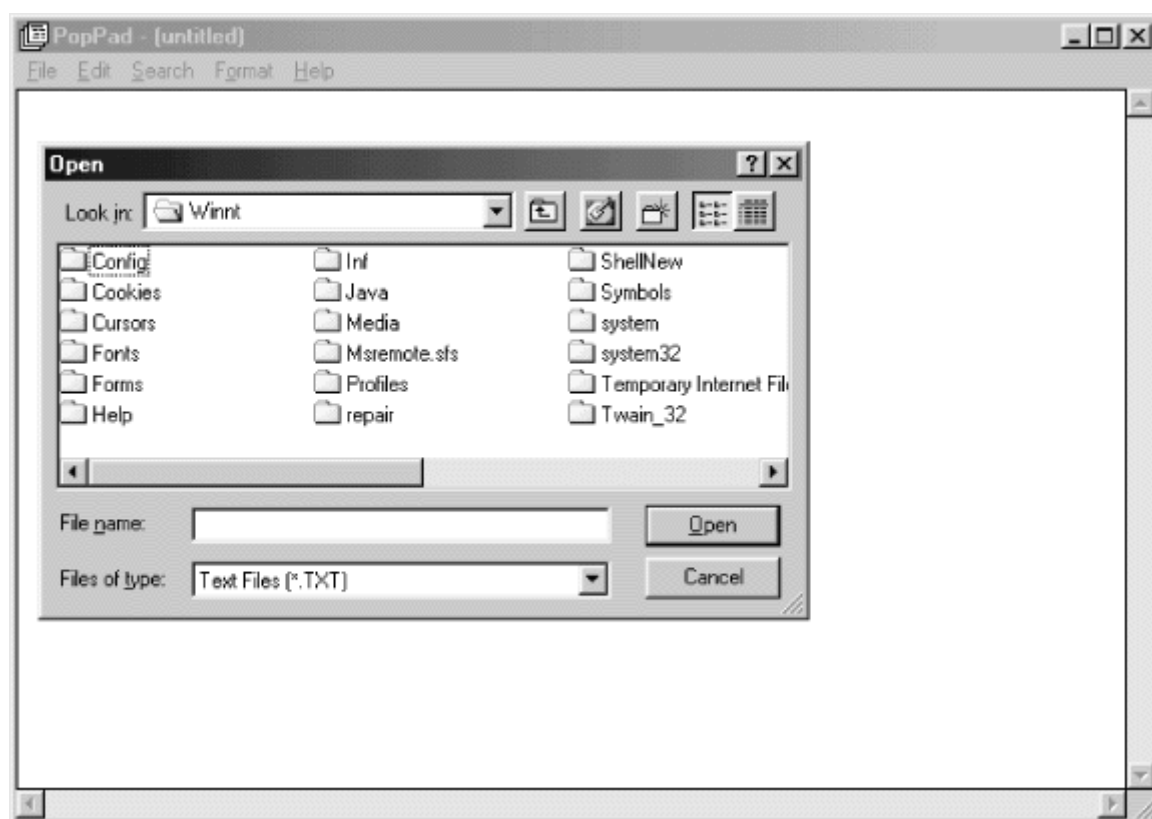 PopPad - (untitled)
File Edit Search Format Help
Open
Look in: Winnt
Config Inf ShellNew
Cookies Java Symbols
Cursors Media system
Fonts Msremote.sfs system32
Forms Profiles Temporary Internet Fil
Help repair Twain_32
File name: Open
Files of type: Text Files (*.TXT) Cancel